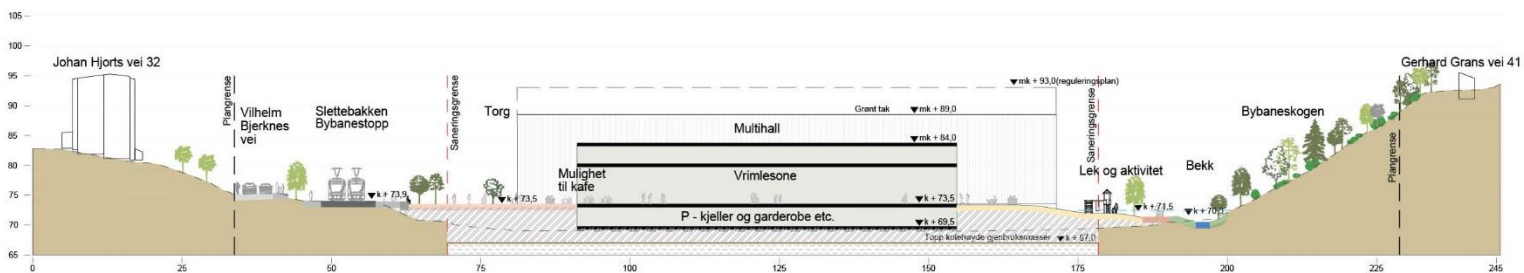 105
100
95
90
85
80
75
70
65
Johan Hjorts vei 32
Plangrense
Vilhelm
Bjerknes
vei
Slettebakken
Bybanestopp
k + 73,9
Saneringsgrense
Torg
k + 73,5
Mulighet
til kafe
mk + 93,0(reguleringsplan)
Grønt tak
mk + 89,0
Multihall
mk + 84,0
Vrimlesone
k + 73,5
P - kjeller og garderobe etc.
k + 69,5
Topp kotehøyde gjenbruksmasser
k + 67,0
Saneringsgrense
Lek og aktivitet
k + 71,5
Bekk
k + 70,0
Bybaneskogen
Plangrense
Gerhard Grans vei 41
0
25
50
75
100
125
150
175
200
225
245